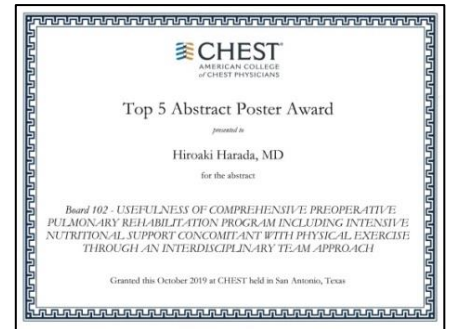 CHEST
AMERICAN COLLEGE
of CHEST PHYSICIANS
Top 5 Abstract Poster Award
presented to
Hiroaki Harada, MD
for the abstract
Board 102 - USEFULNESS OF COMPREHENSIVE PREOPERATIVE
PULMONARY REHABILITATION PROGRAM INCLUDING INTENSIVE
NUTRITIONAL SUPPORT CONCOMITANT WITH PHYSICAL EXERCISE
THROUGH AN INTERDISCIPLINARY TEAM APPROACH
Granted this October 2019 at CHEST held in San Antonio, Texas